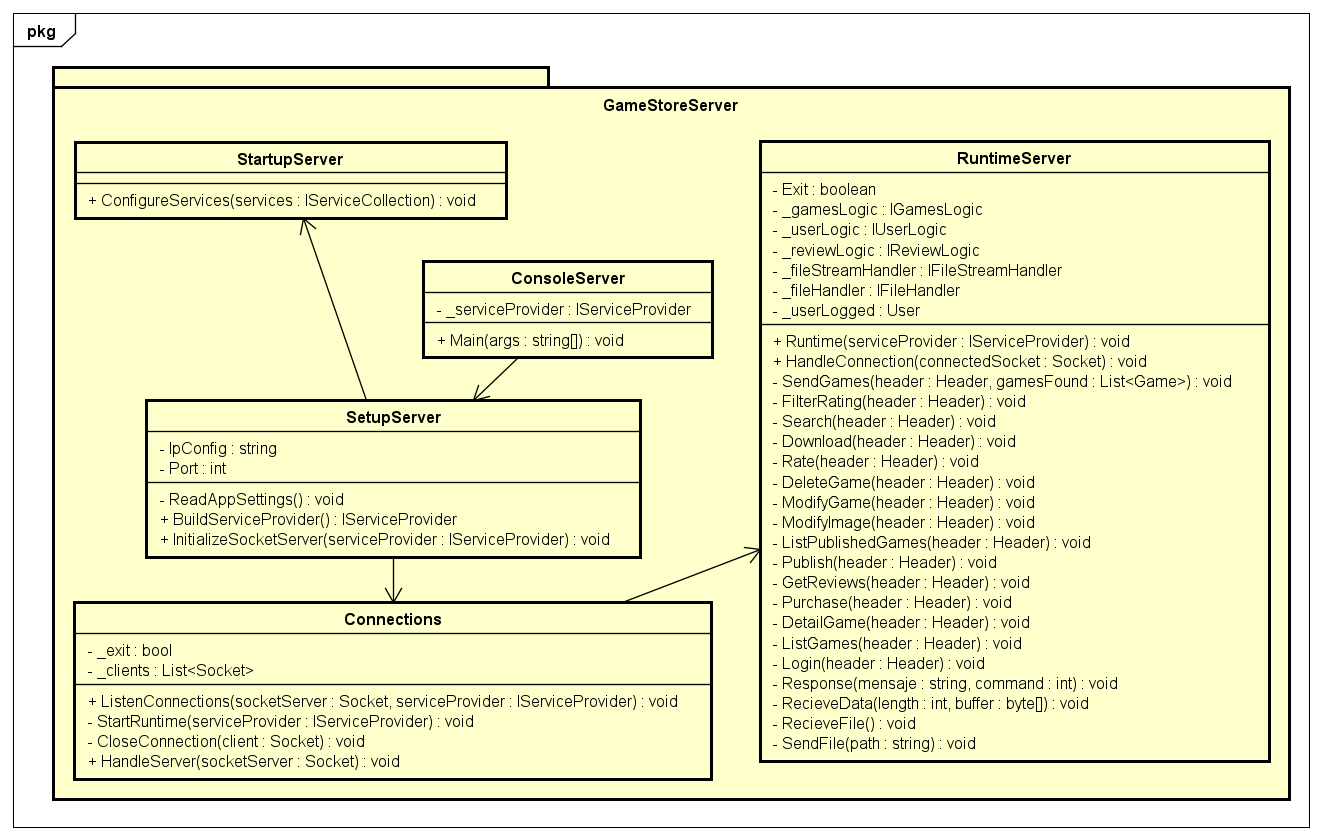 pkg
GameStoreServer
StartupServer
+ ConfigureServices(services : IServiceCollection) : void
ConsoleServer
- _serviceProvider : IServiceProvider
+ Main(args : string[]) : void
SetupServer
- IpConfig : string
- Port : int
- ReadAppSettings() : void
+ BuildServiceProvider() : IServiceProvider
+ InitializeSocketServer(serviceProvider : IServiceProvider) : void
Connections
- _exit : bool
- _clients : List<Socket>
+ ListenConnections(socketServer : Socket, serviceProvider : IServiceProvider) : void
- StartRuntime(serviceProvider : IServiceProvider) : void
- CloseConnection(client : Socket) : void
+ HandleServer(socketServer : Socket) : void
RuntimeServer
- Exit : boolean
- _gamesLogic : IGamesLogic
- _userLogic : IUserLogic
- _reviewLogic : IReviewLogic
- _fileStreamHandler : IFileStreamHandler
- _fileHandler : IFileHandler
- _userLogged : User
+ Runtime(serviceProvider : IServiceProvider) : void
+ HandleConnection(connectedSocket : Socket) : void
- SendGames(header : Header, gamesFound : List<Game>) : void
- FilterRating(header : Header) : void
- Search(header : Header) : void
- Download(header : Header) : void
- Rate(header : Header) : void
- DeleteGame(header : Header) : void
- ModifyGame(header : Header) : void
- ModifyImage(header : Header) : void
- ListPublishedGames(header : Header) : void
- Publish(header : Header) : void
- GetReviews(header : Header) : void
- Purchase(header : Header) : void
- DetailGame(header : Header) : void
- ListGames(header : Header) : void
- Login(header : Header) : void
- Response(mensaje : string, command : int) : void
- RecieveData(length : int, buffer : byte[]) : void
- RecieveFile() : void
- SendFile(path : string) : void